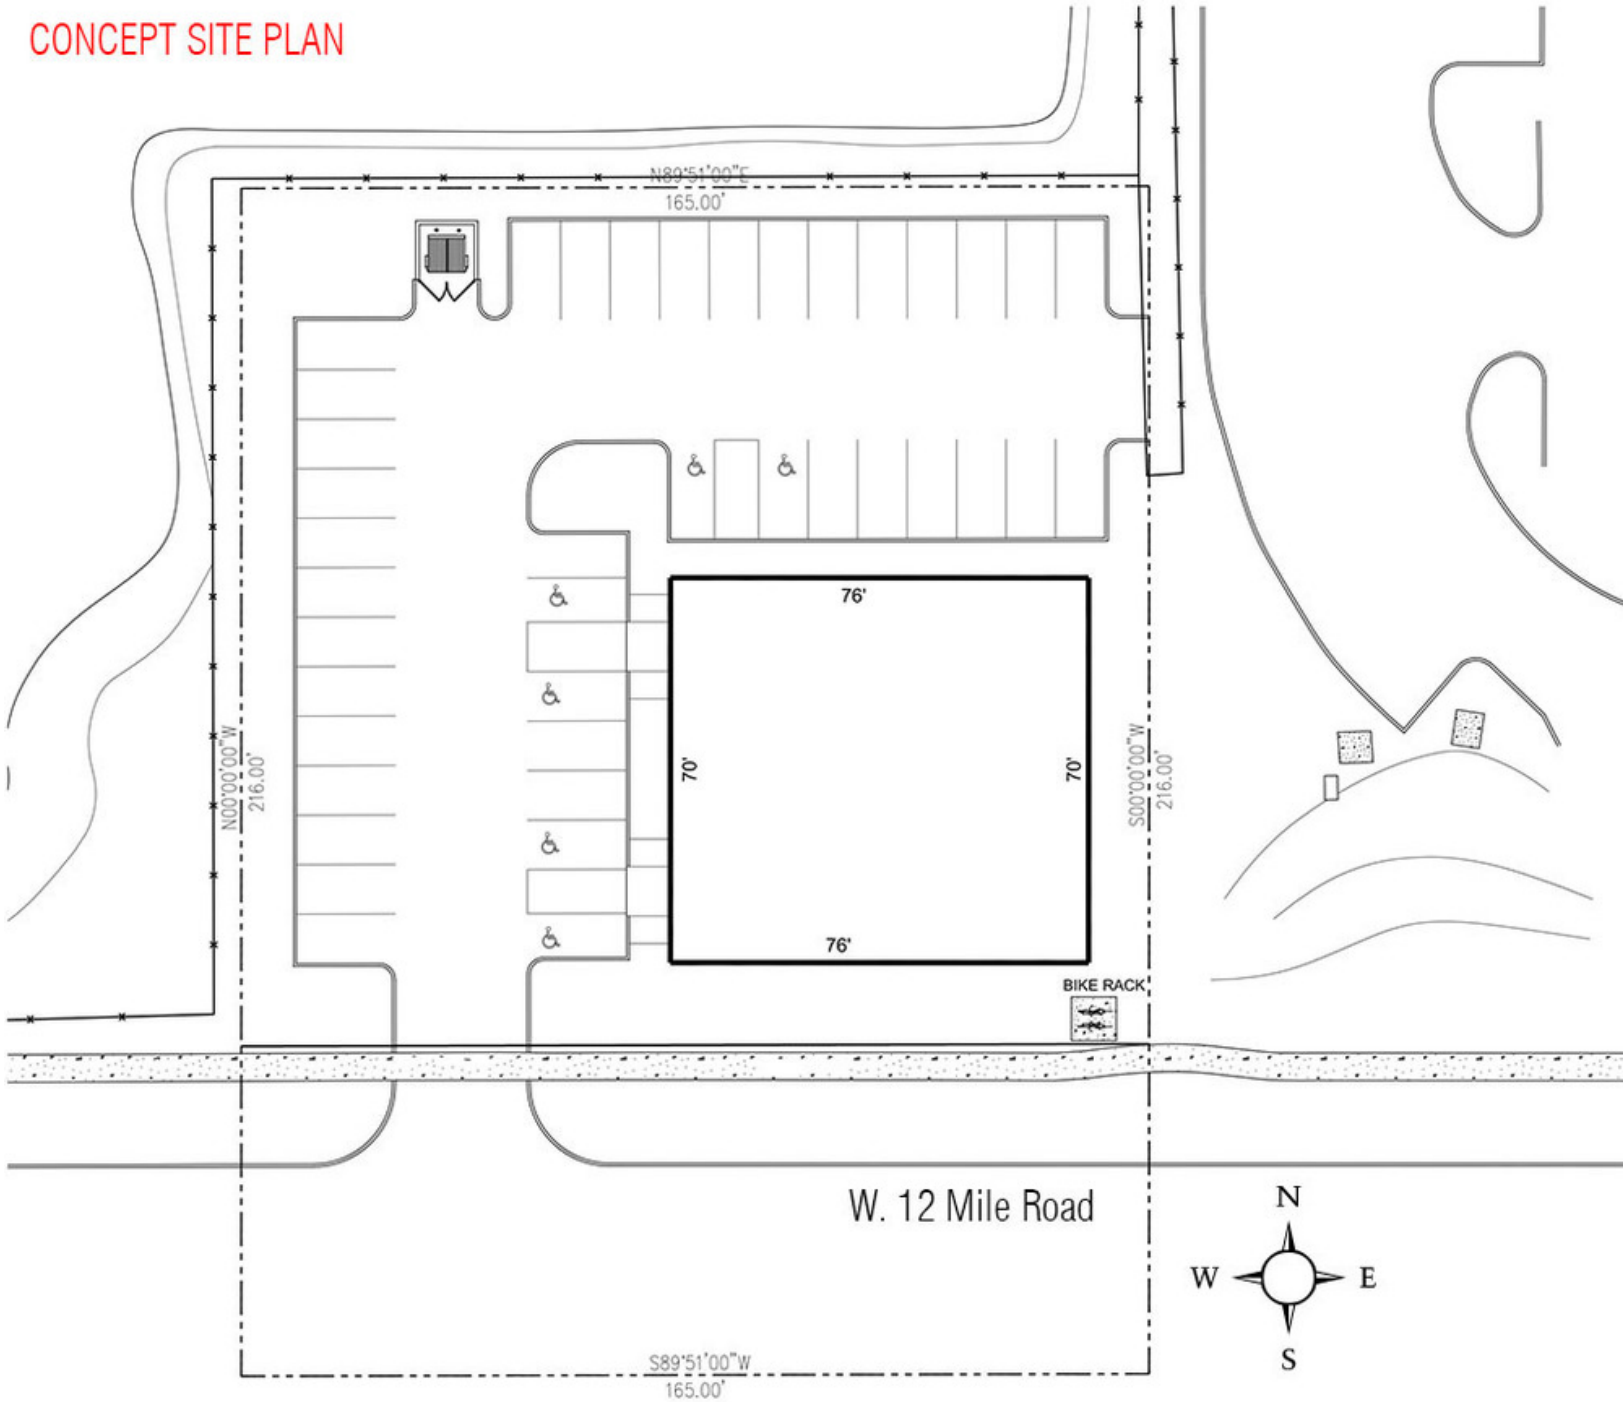 CONCEPT SITE PLAN
N89°51'00"E
165.00'
76'
N00°00'00"W
216.00'
70'
70'
S00°00'00"W
216.00'
76'
BIKE RACK
W. 12 Mile Road
N
W
E
S
S89°51'00"W
165.00'